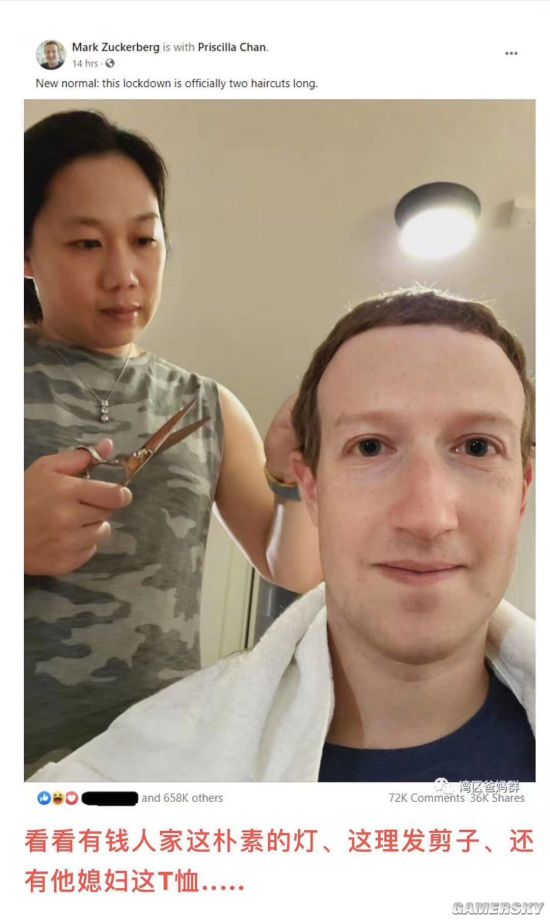 Mark Zuckerberg is with Priscilla Chan.
14 hrs ·
New normal: this lockdown is officially two haircuts long.
湾区爸妈群
and 658K others
72K Comments 36K Shares
看看有钱人家这朴素的灯、这理发剪子、还
有他媳妇这T恤.....
GAMERSKY